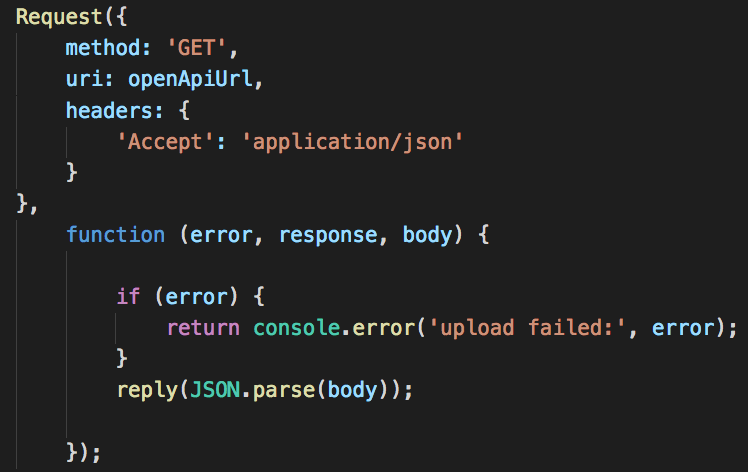 Request({
    method: 'GET',
    uri: openApiUrl,
    headers: {
        'Accept': 'application/json'
    }
},
    function (error, response, body) {
        if (error) {
            return console.error('upload failed:', error);
        }
        reply(JSON.parse(body));
    });